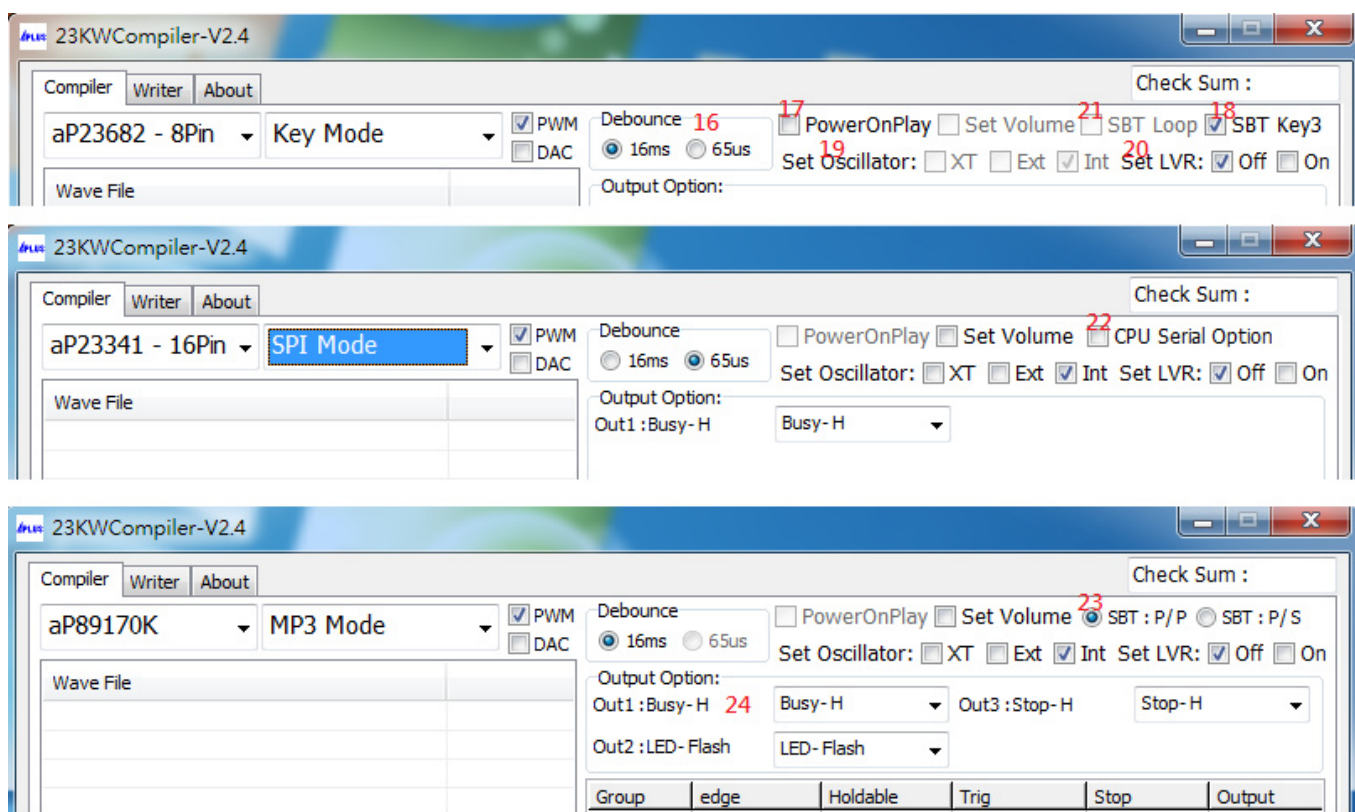 APLUS 23KWCompiler-V2.4
Compiler Writer About Check Sum :
aP23682 - 8Pin Key Mode PWM Debounce 16 17 PowerOnPlay Set Volume 21 SBT Loop 18 SBT Key3
DAC 16ms 65us 19 Set Oscillator: XT Ext Int 20 Set LVR: Off On
Wave File Output Option:
APLUS 23KWCompiler-V2.4
Compiler Writer About Check Sum :
aP23341 - 16Pin SPI Mode PWM Debounce PowerOnPlay Set Volume 22 CPU Serial Option
DAC 16ms 65us Set Oscillator: XT Ext Int Set LVR: Off On
Wave File Output Option:
Out1 :Busy- H Busy- H
APLUS 23KWCompiler-V2.4
Compiler Writer About Check Sum :
aP89170K MP3 Mode PWM Debounce PowerOnPlay Set Volume 23 SBT : P/ P SBT : P/ S
DAC 16ms 65us Set Oscillator: XT Ext Int Set LVR: Off On
Wave File Output Option:
Out1 :Busy- H 24 Busy- H Out3 :Stop- H Stop- H
Out2 :LED- Flash LED- Flash
Group edge Holdable Trig Stop Output